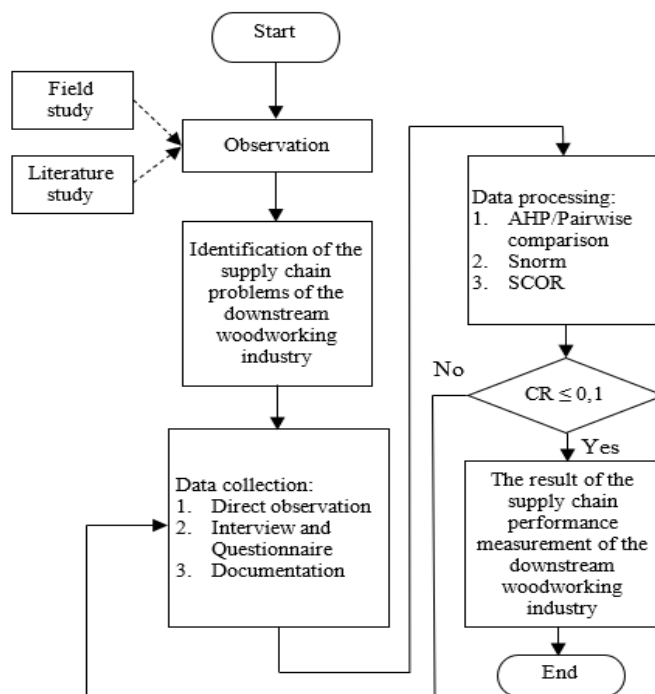 Start
Field
study
Literature
study
Observation
Identification of the
supply chain
problems of the
downstream
woodworking
industry
Data collection:
1. Direct observation
2. Interview and
Questionnaire
3. Documentation
Data processing:
1. AHP/Pairwise
comparison
2. Snorm
3. SCOR
No
CR ≤ 0,1
Yes
The result of the
supply chain
performance
measurement of the
downstream
woodworking
industry
End